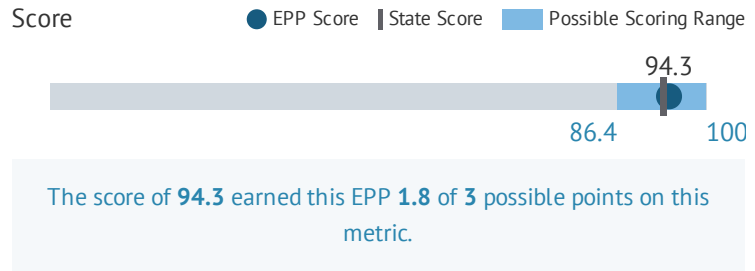 Score EPP Score State Score Possible Scoring Range
94.3
86.4 100
The score of 94.3 earned this EPP 1.8 of 3 possible points on this
metric.